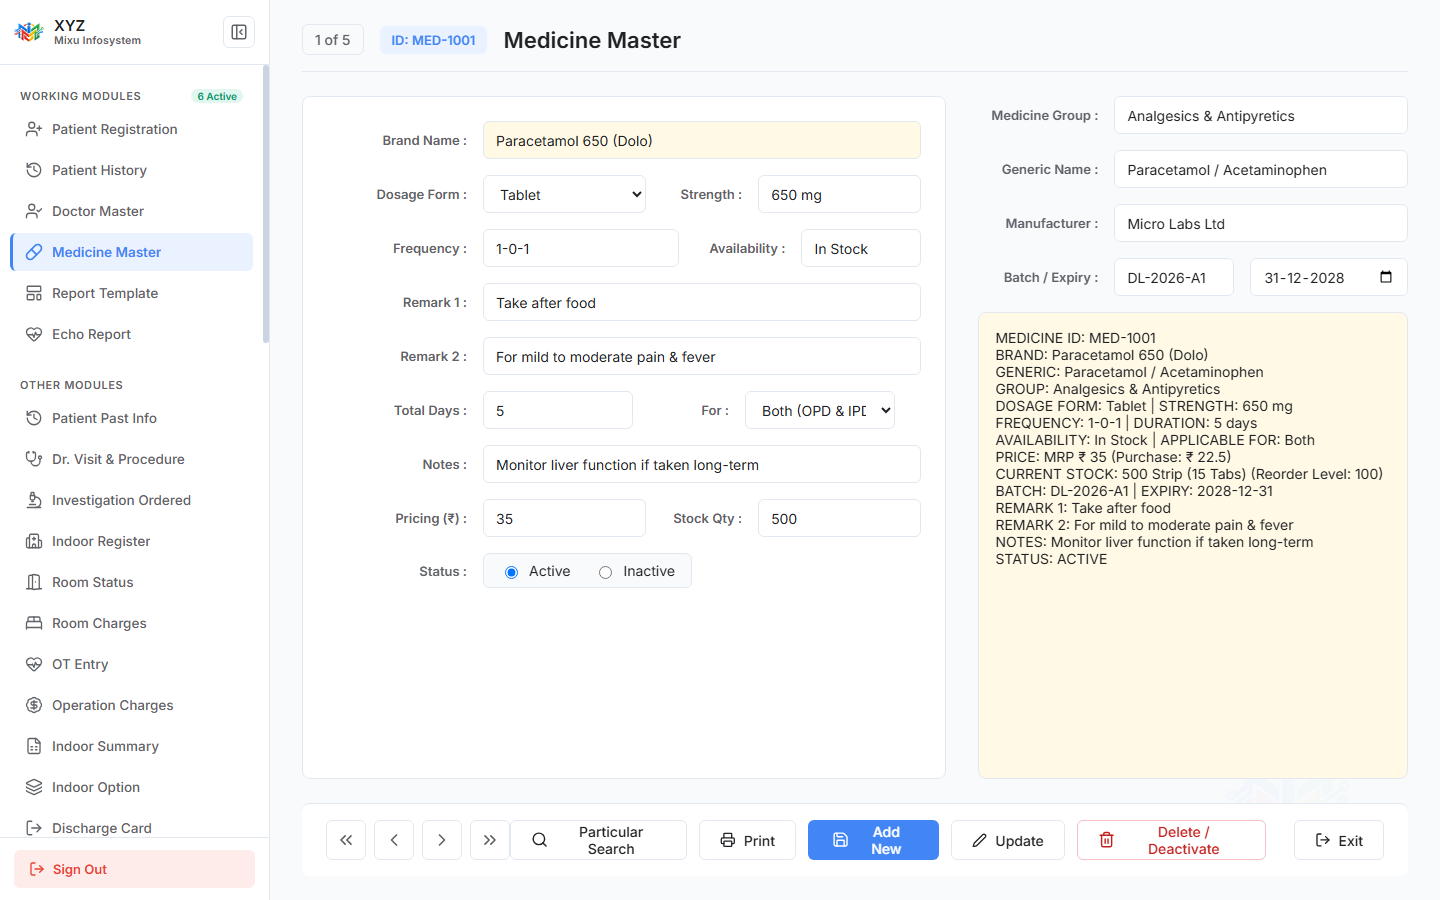 XYZ
Mixu Infosystem
WORKING MODULES
6 Active
Patient Registration
Patient History
Doctor Master
Medicine Master
Report Template
Echo Report
OTHER MODULES
Patient Past Info
Dr. Visit & Procedure
Investigation Ordered
Indoor Register
Room Status
Room Charges
OT Entry
Operation Charges
Indoor Summary
Indoor Option
Discharge Card
Sign Out
1 of 5
ID: MED-1001
Medicine Master
Brand Name : Paracetamol 650 (Dolo)
Dosage Form : Tablet Strength : 650 mg
Frequency : 1-0-1 Availability : In Stock
Remark 1 : Take after food
Remark 2 : For mild to moderate pain & fever
Total Days : 5 For : Both (OPD & IPD
Notes : Monitor liver function if taken long-term
Pricing (₹) : 35 Stock Qty : 500
Status : Active Inactive
Medicine Group : Analgesics & Antipyretics
Generic Name : Paracetamol / Acetaminophen
Manufacturer : Micro Labs Ltd
Batch / Expiry : DL-2026-A1 31-12-2028
MEDICINE ID: MED-1001
BRAND: Paracetamol 650 (Dolo)
GENERIC: Paracetamol / Acetaminophen
GROUP: Analgesics & Antipyretics
DOSAGE FORM: Tablet | STRENGTH: 650 mg
FREQUENCY: 1-0-1 | DURATION: 5 days
AVAILABILITY: In Stock | APPLICABLE FOR: Both
PRICE: MRP ₹ 35 (Purchase: ₹ 22.5)
CURRENT STOCK: 500 Strip (15 Tabs) (Reorder Level: 100)
BATCH: DL-2026-A1 | EXPIRY: 2028-12-31
REMARK 1: Take after food
REMARK 2: For mild to moderate pain & fever
NOTES: Monitor liver function if taken long-term
STATUS: ACTIVE
Particular
Search
Print
Add
New
Update
Delete /
Deactivate
Exit